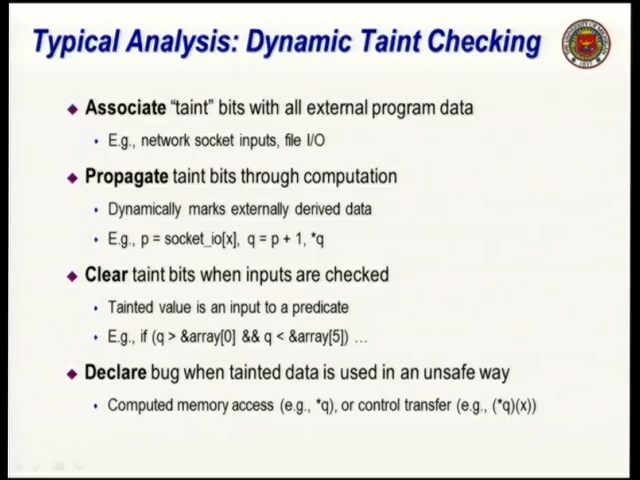 Typical Analysis: Dynamic Taint Checking
Associate "taint" bits with all external program data
E.g., network socket inputs, file I/O
Propagate taint bits through computation
Dynamically marks externally derived data
E.g., p = socket_io[x], q = p + 1, *q
Clear taint bits when inputs are checked
Tainted value is an input to a predicate
E.g., if (q > &array[0] && q < &array[5]) …
Declare bug when tainted data is used in an unsafe way
Computed memory access (e.g., *q), or control transfer (e.g., (*q)(x))